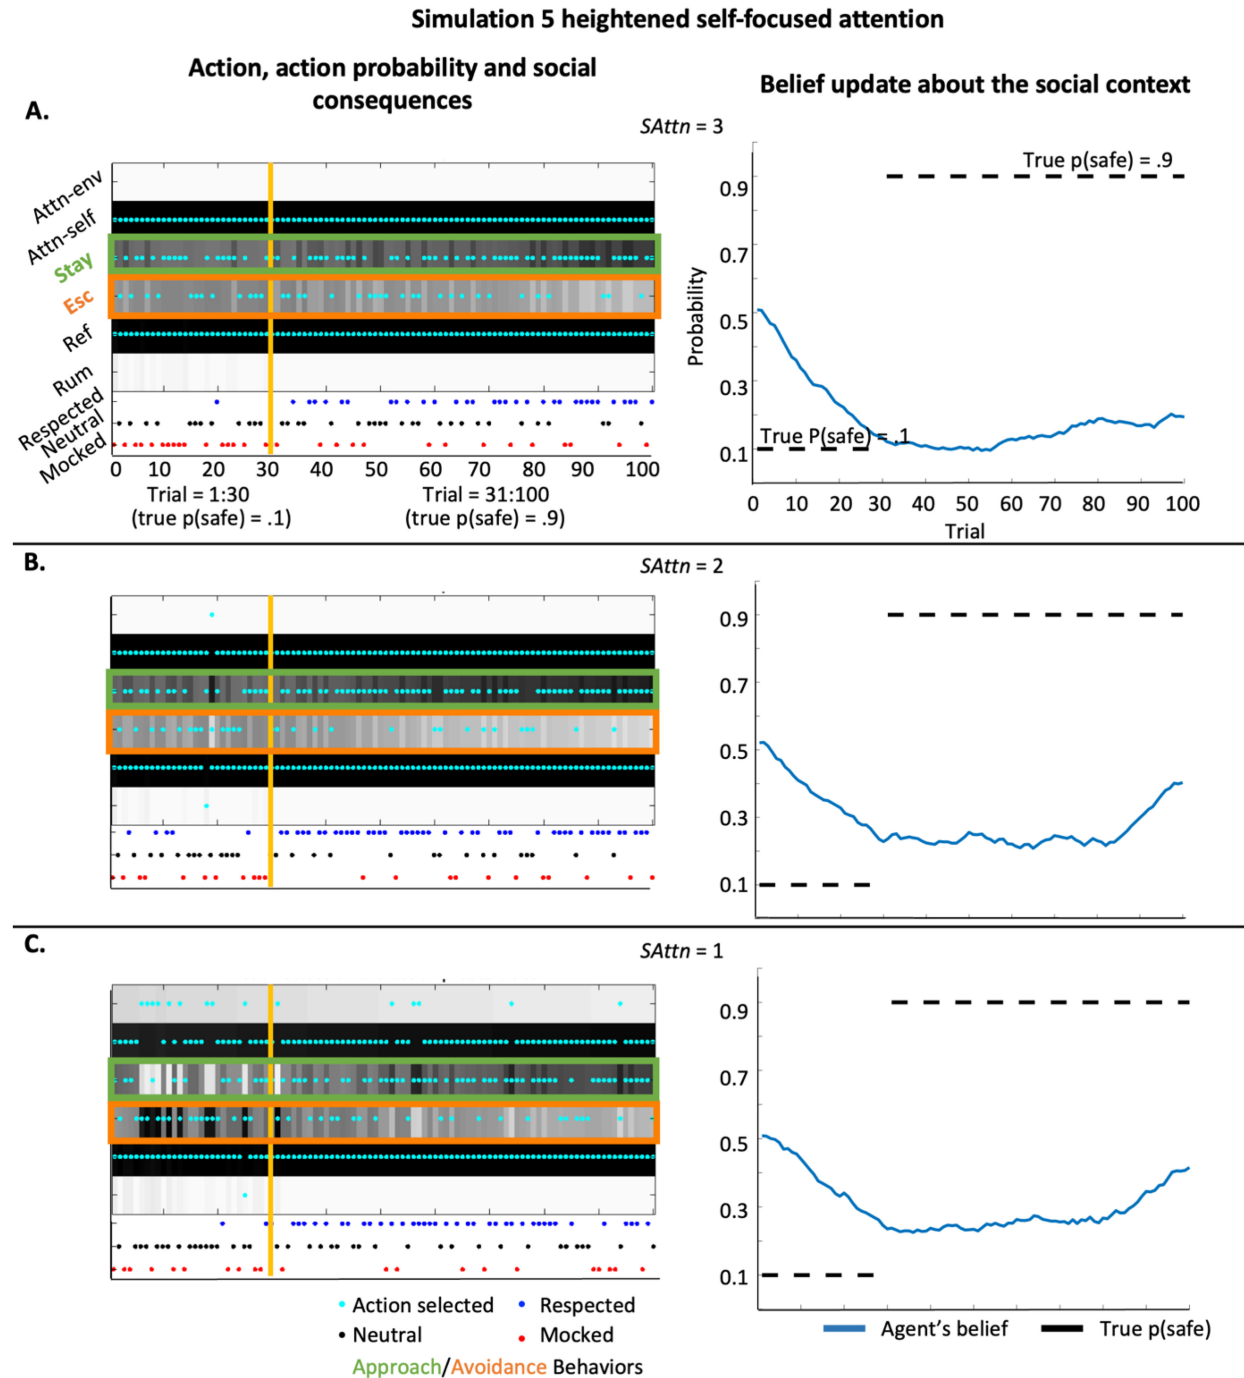 Simulation 5 heightened self-focused attention
Action, action probability and social
consequences
Belief update about the social context
A.
SAttn = 3
Attn-env
Attn-self
Stay
Esc
Ref
Rum
Respected
Neutral
Mocked
0 10 20 30 40 50 60 70 80 90 100
Trial = 1:30
(true p(safe) = .1)
Trial = 31:100
(true p(safe) = .9)
Probability
0.9
0.7
0.5
0.3
0.1
True p(safe) = .9
True P(safe) = .1
0 10 20 30 40 50 60 70 80 90 100
Trial
B.
SAttn = 2
0.9
0.7
0.5
0.3
0.1
C.
SAttn = 1
0.9
0.7
0.5
0.3
0.1
Action selected
Respected
Neutral
Mocked
Approach/Avoidance Behaviors
Agent's belief
True p(safe)